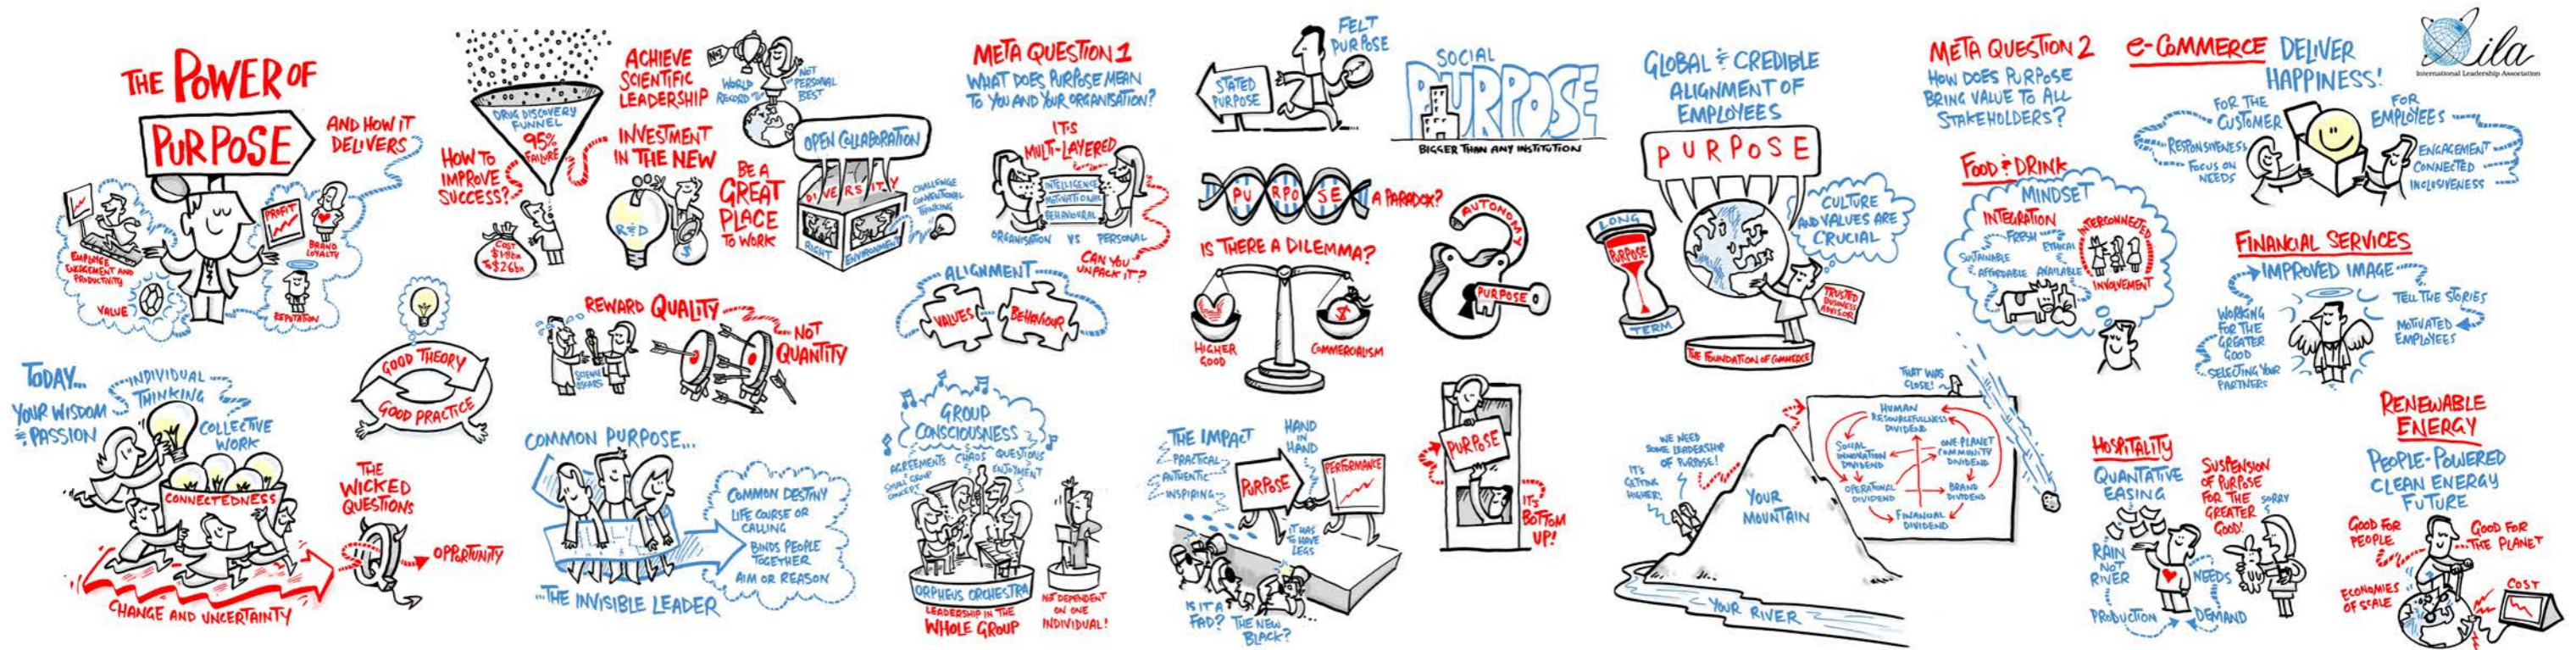 THE POWER OF
PURPOSE
AND HOW IT
DELIVERS
PROFIT
BRAND
LOYALTY
EMPLOYEE
ENGAGEMENT AND
PRODUCTIVITY
VALUE
REPUTATION
TODAY...
YOUR WISDOM
& PASSION
INDIVIDUAL
THINKING
COLLECTIVE
WORK
CONNECTEDNESS
CHANGE AND UNCERTAINTY
GOOD THEORY
GOOD PRACTICE
THE
WICKED
QUESTIONS
OPPORTUNITY
DRUG DISCOVERY
FUNNEL
95%
FAILURE
HOW TO
IMPROVE
SUCCESS?
COST
ACHIEVE
SCIENTIFIC
LEADERSHIP
INVESTMENT
IN THE NEW
R&D
NOT
WORLD
RECORD
NOT
PERSONAL
BEST
BE A
GREAT
PLACE
TO WORK
OPEN COLLABORATION
DIVERSITY
RIGHT
ENVIRONMENT
CHALLENGE
CONVENTIONAL
THINKING
REWARD QUALITY
NOT
QUANTITY
SCIENCE
OSCARS
COMMON PURPOSE...
...THE INVISIBLE LEADER
COMMON DESTINY
LIFE COURSE OR
CALLING
BINDS PEOPLE
TOGETHER
AIM OR REASON
META QUESTION 1
WHAT DOES PURPOSE MEAN
TO YOU AND YOUR ORGANISATION?
IT'S
MULTI-LAYERED
INTELLIGENCE
MOTIVATIONAL
BEHAVIOURAL
ORGANISATION VS PERSONAL
CAN YOU
UNPACK IT?
ALIGNMENT
VALUES
BEHAVIOUR
GROUP
CONSCIOUSNESS
AGREEMENTS
CHAOS
QUESTIONS
ENJOYMENT
SMALL GROUP
CONCEPT
ORPHEUS ORCHESTRA
LEADERSHIP IN THE
WHOLE GROUP
NOT DEPENDENT
ON ONE
INDIVIDUAL!
STATED
PURPOSE
FELT
PURPOSE
PURPOSE
A PARADOX?
IS THERE A DILEMMA?
HIGHER
GOOD
COMMERCIALISM
THE IMPACT
PRACTICAL
AUTHENTIC
INSPIRING
HAND
IN
HAND
PURPOSE
PERFORMANCE
IT HAS
TO HAVE
LEGS
IS IT A
FAD?
THE NEW
BLACK?
SOCIAL
PURPOSE
BIGGER THAN ANY INSTITUTION
AUTONOMY
PURPOSE
PURPOSE
IT'S
BOTTOM
UP!
GLOBAL & CREDIBLE
ALIGNMENT OF
EMPLOYEES
PURPOSE
LONG
PURPOSE
TERM
CULTURE
AND VALUES ARE
CRUCIAL
TRUSTED
BUSINESS
ADVISOR
THE FOUNDATION OF COMMERCE
WE NEED
SOME LEADERSHIP
OF PURPOSE!
IT'S
GETTING
HIGHER!
YOUR
MOUNTAIN
YOUR RIVER
THAT WAS
CLOSE!
HUMAN
RESOURCEFULNESS
DIVIDEND
SOCIAL
INNOVATION
DIVIDEND
ONE-PLANET
COMMUNITY
DIVIDEND
OPERATIONAL
DIVIDEND
BRAND
DIVIDEND
FINANCIAL
DIVIDEND
META QUESTION 2
HOW DOES PURPOSE
BRING VALUE TO ALL
STAKEHOLDERS?
FOOD & DRINK
MINDSET
INTEGRATION
FRESH
ETHICAL
SUSTAINABLE
AFFORDABLE AVAILABLE
INTERCONNECTED
INVOLVEMENT
e-COMMERCE
DELIVER
HAPPINESS!
FOR THE
CUSTOMER
RESPONSIVENESS
FOCUS ON
NEEDS
FOR
EMPLOYEES
ENGAGEMENT
CONNECTED
INCLUSIVENESS
ila
International Leadership Association
FINANCIAL SERVICES
IMPROVED IMAGE
TELL THE STORIES
MOTIVATED
EMPLOYEES
WORKING
FOR THE
GREATER
GOOD
SELECTING YOUR
PARTNERS
HOSPITALITY
QUANTATIVE
EASING
RAIN
NOT
RIVER
NEEDS
PRODUCTION
DEMAND
SUSPENSION
OF PURPOSE
FOR THE
GREATER
GOOD!
SORRY
RENEWABLE
ENERGY
PEOPLE-POWERED
CLEAN ENERGY
FUTURE
GOOD FOR
PEOPLE
GOOD FOR
THE PLANET
ECONOMIES
OF SCALE
COST